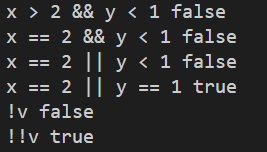 x > 2 && y < 1 false
x == 2 && y < 1 false
x == 2 || y < 1 false
x == 2 || y == 1 true
!v false
!!v true